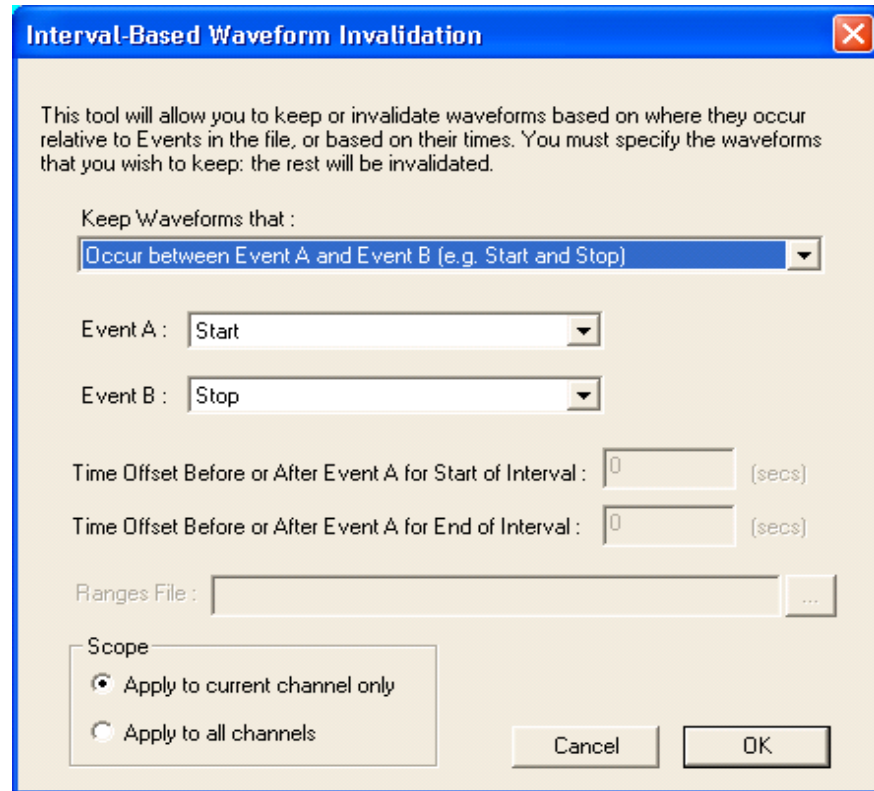 Interval-Based Waveform Invalidation
This tool will allow you to keep or invalidate waveforms based on where they occur
relative to Events in the file, or based on their times. You must specify the waveforms
that you wish to keep: the rest will be invalidated.
Keep Waveforms that :
Occur between Event A and Event B (e.g. Start and Stop)
Event A : Start
Event B : Stop
Time Offset Before or After Event A for Start of Interval : 0 (secs)
Time Offset Before or After Event A for End of Interval : 0 (secs)
Ranges File : ...
Scope
Apply to current channel only
Apply to all channels
Cancel OK